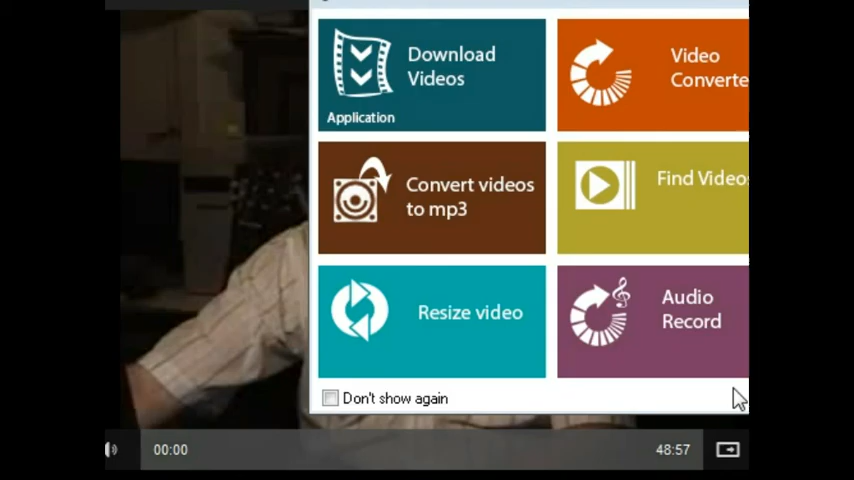 Download
Videos
Application
Video
Converte
Convert videos
to mp3
Find Videos
Resize video
Audio
Record
Don't show again
00:00
48:57